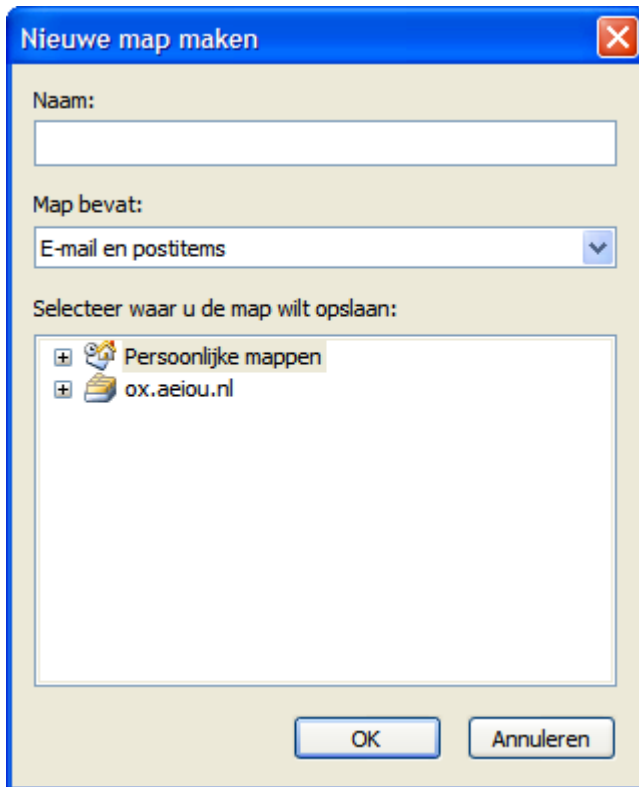 Nieuwe map maken
Naam:
Map bevat:
E-mail en postitems
Selecteer waar u de map wilt opslaan:
Persoonlijke mappen
ox.aeiou.nl
OK
Annuleren